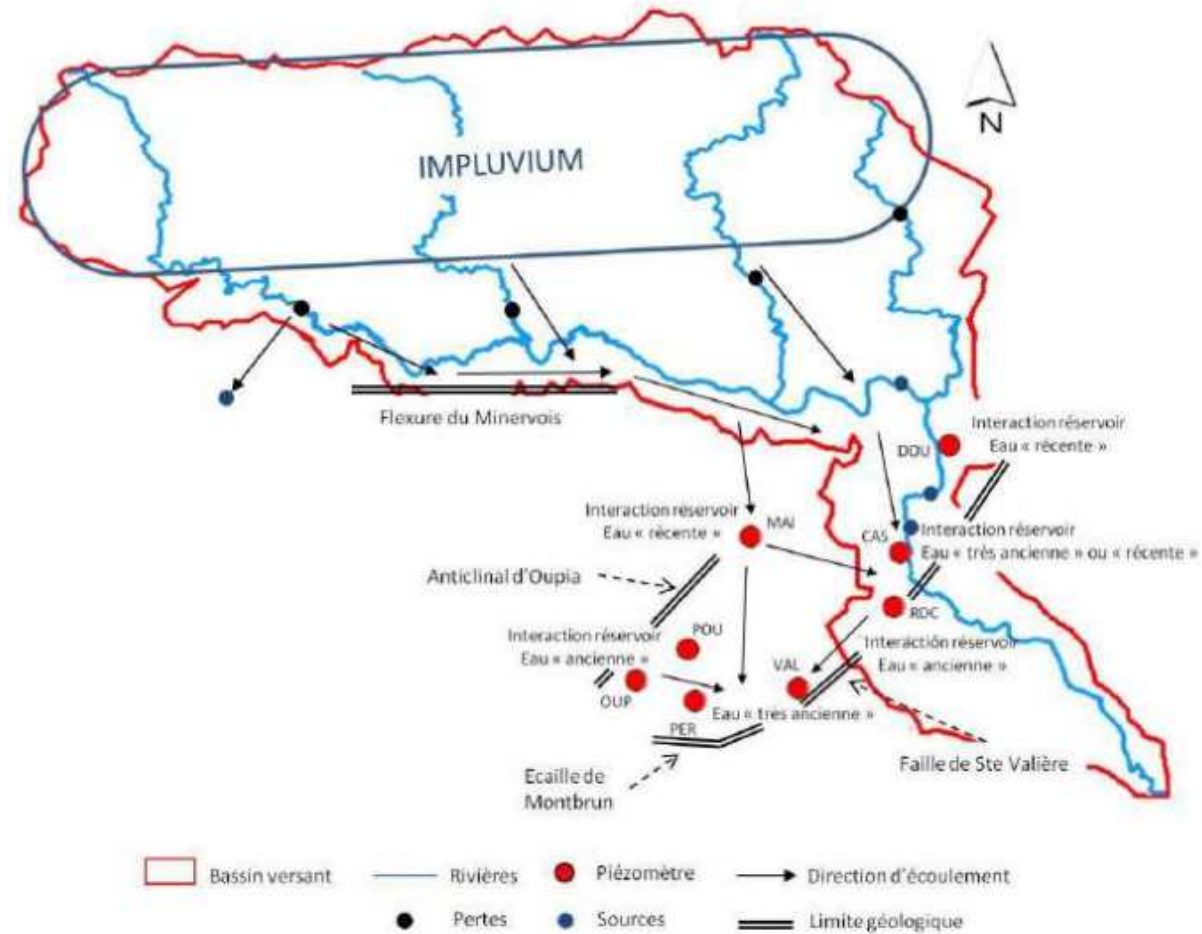 IMPLUVIUM
N
Flexure du Minervois
Interaction réservoir
Eau « récente »
DOU
Interaction réservoir
Eau « récente »
MAI
CAS
Interaction réservoir
Eau « très ancienne » ou « récente »
Anticlinal d'Oupia
ROC
Interaction réservoir
Eau « ancienne »
POU
Interaction réservoir
Eau « ancienne »
VAL
OUP
PER
Eau « très ancienne »
Ecaille de
Montbrun
Faille de Ste Valière
Bassin versant
Rivières
Piézomètre
Direction d'écoulement
Pertes
Sources
Limite géologique